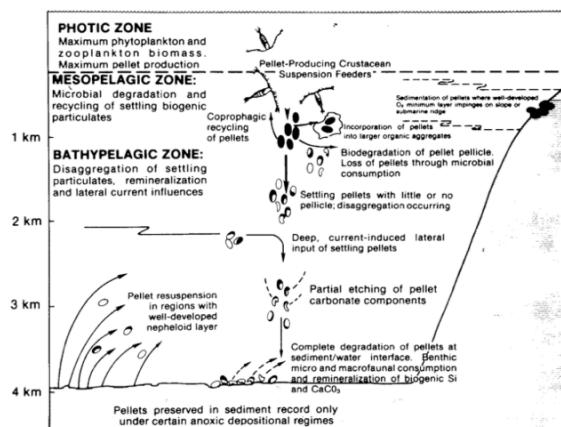 PHOTIC ZONE
Maximum phytoplankton and
zooplankton biomass.
Maximum pellet production
Pellet-Producing Crustacean
Suspension Feeders"
MESOPELAGIC ZONE:
Microbial degradation and
recycling of settling biogenic
particulates
Sedimentation of pellets where well-developed
O₂ minimum layer impinges on slope or
submarine ridge
Coprophagic
recycling
of pellets
Incorporation of pellets
into larger organic aggregates
1 km
BATHYPELAGIC ZONE:
Disaggregation of settling
particulates, remineralization
and lateral current influences
Biodegradation of pellet pellicle.
Loss of pellets through microbial
consumption
Settling pellets with little or no
pellicle; disaggregation occurring
2 km
Deep, current-induced lateral
input of settling pellets
Partial etching of pellet
carbonate components
3 km
Pellet resuspension
in regions with
well-developed
nepheloid layer
Complete degradation of pellets at
sediment/water interface. Benthic
micro and macrofaunal consumption
and remineralization of biogenic Si
and CaCO₃
4 km
Pellets preserved in sediment record only
under certain anoxic depositional regimes